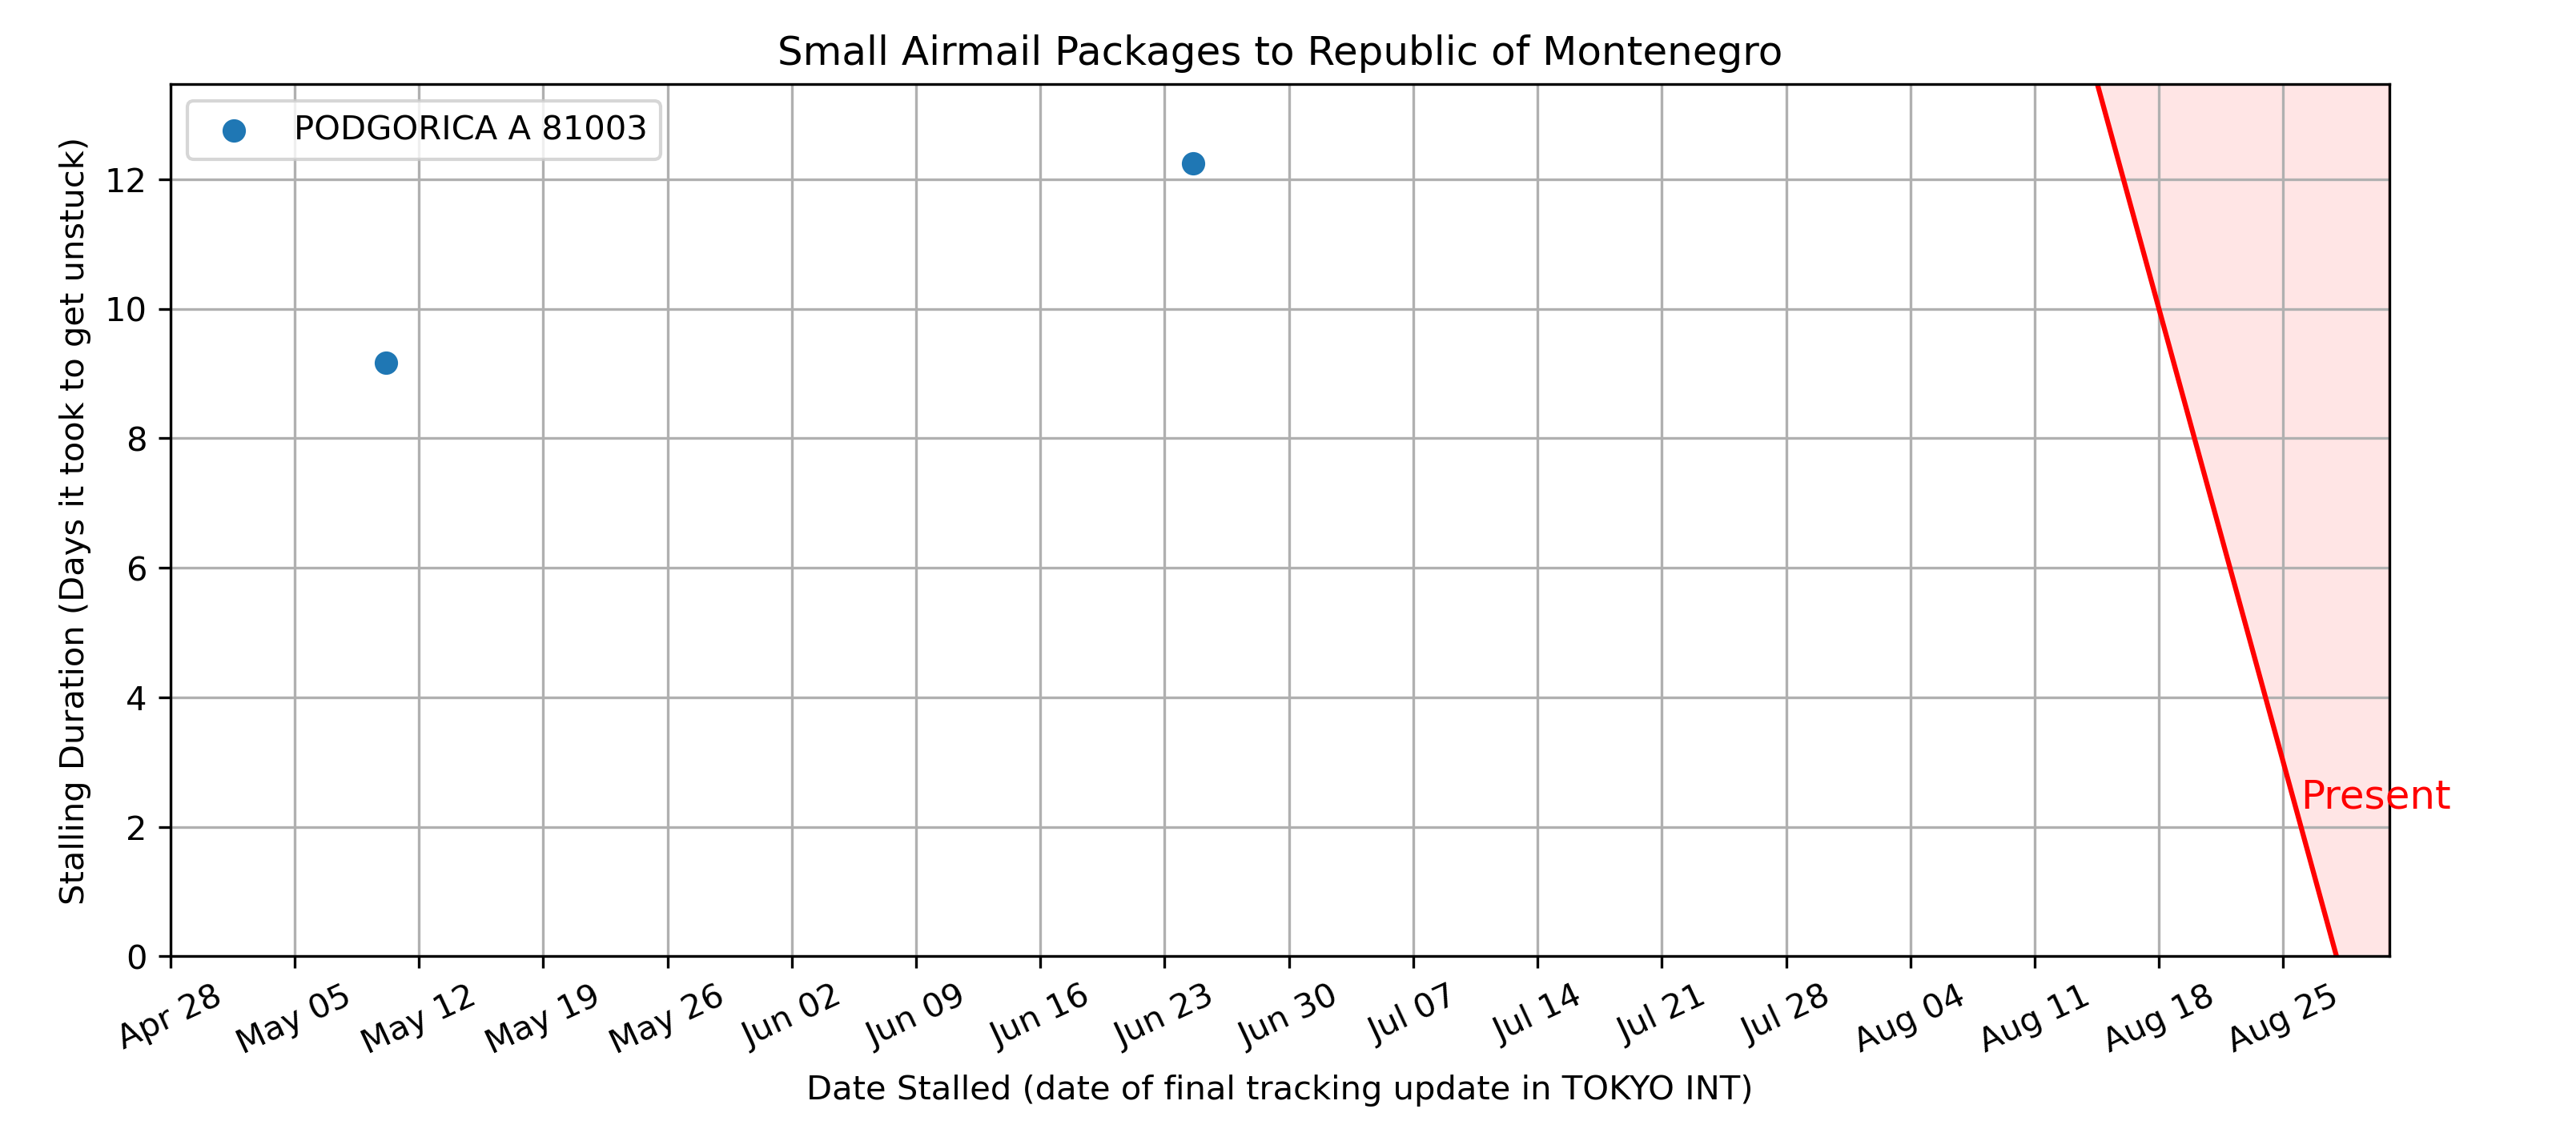 Small Airmail Packages to Republic of Montenegro
PODGORICA A 81003
Stalling Duration (Days it took to get unstuck)
12
10
8
6
4
2
0
Present
Apr 28
May 05
May 12
May 19
May 26
Jun 02
Jun 09
Jun 16
Jun 23
Jun 30
Jul 07
Jul 14
Jul 21
Jul 28
Aug 04
Aug 11
Aug 18
Aug 25
Date Stalled (date of final tracking update in TOKYO INT)